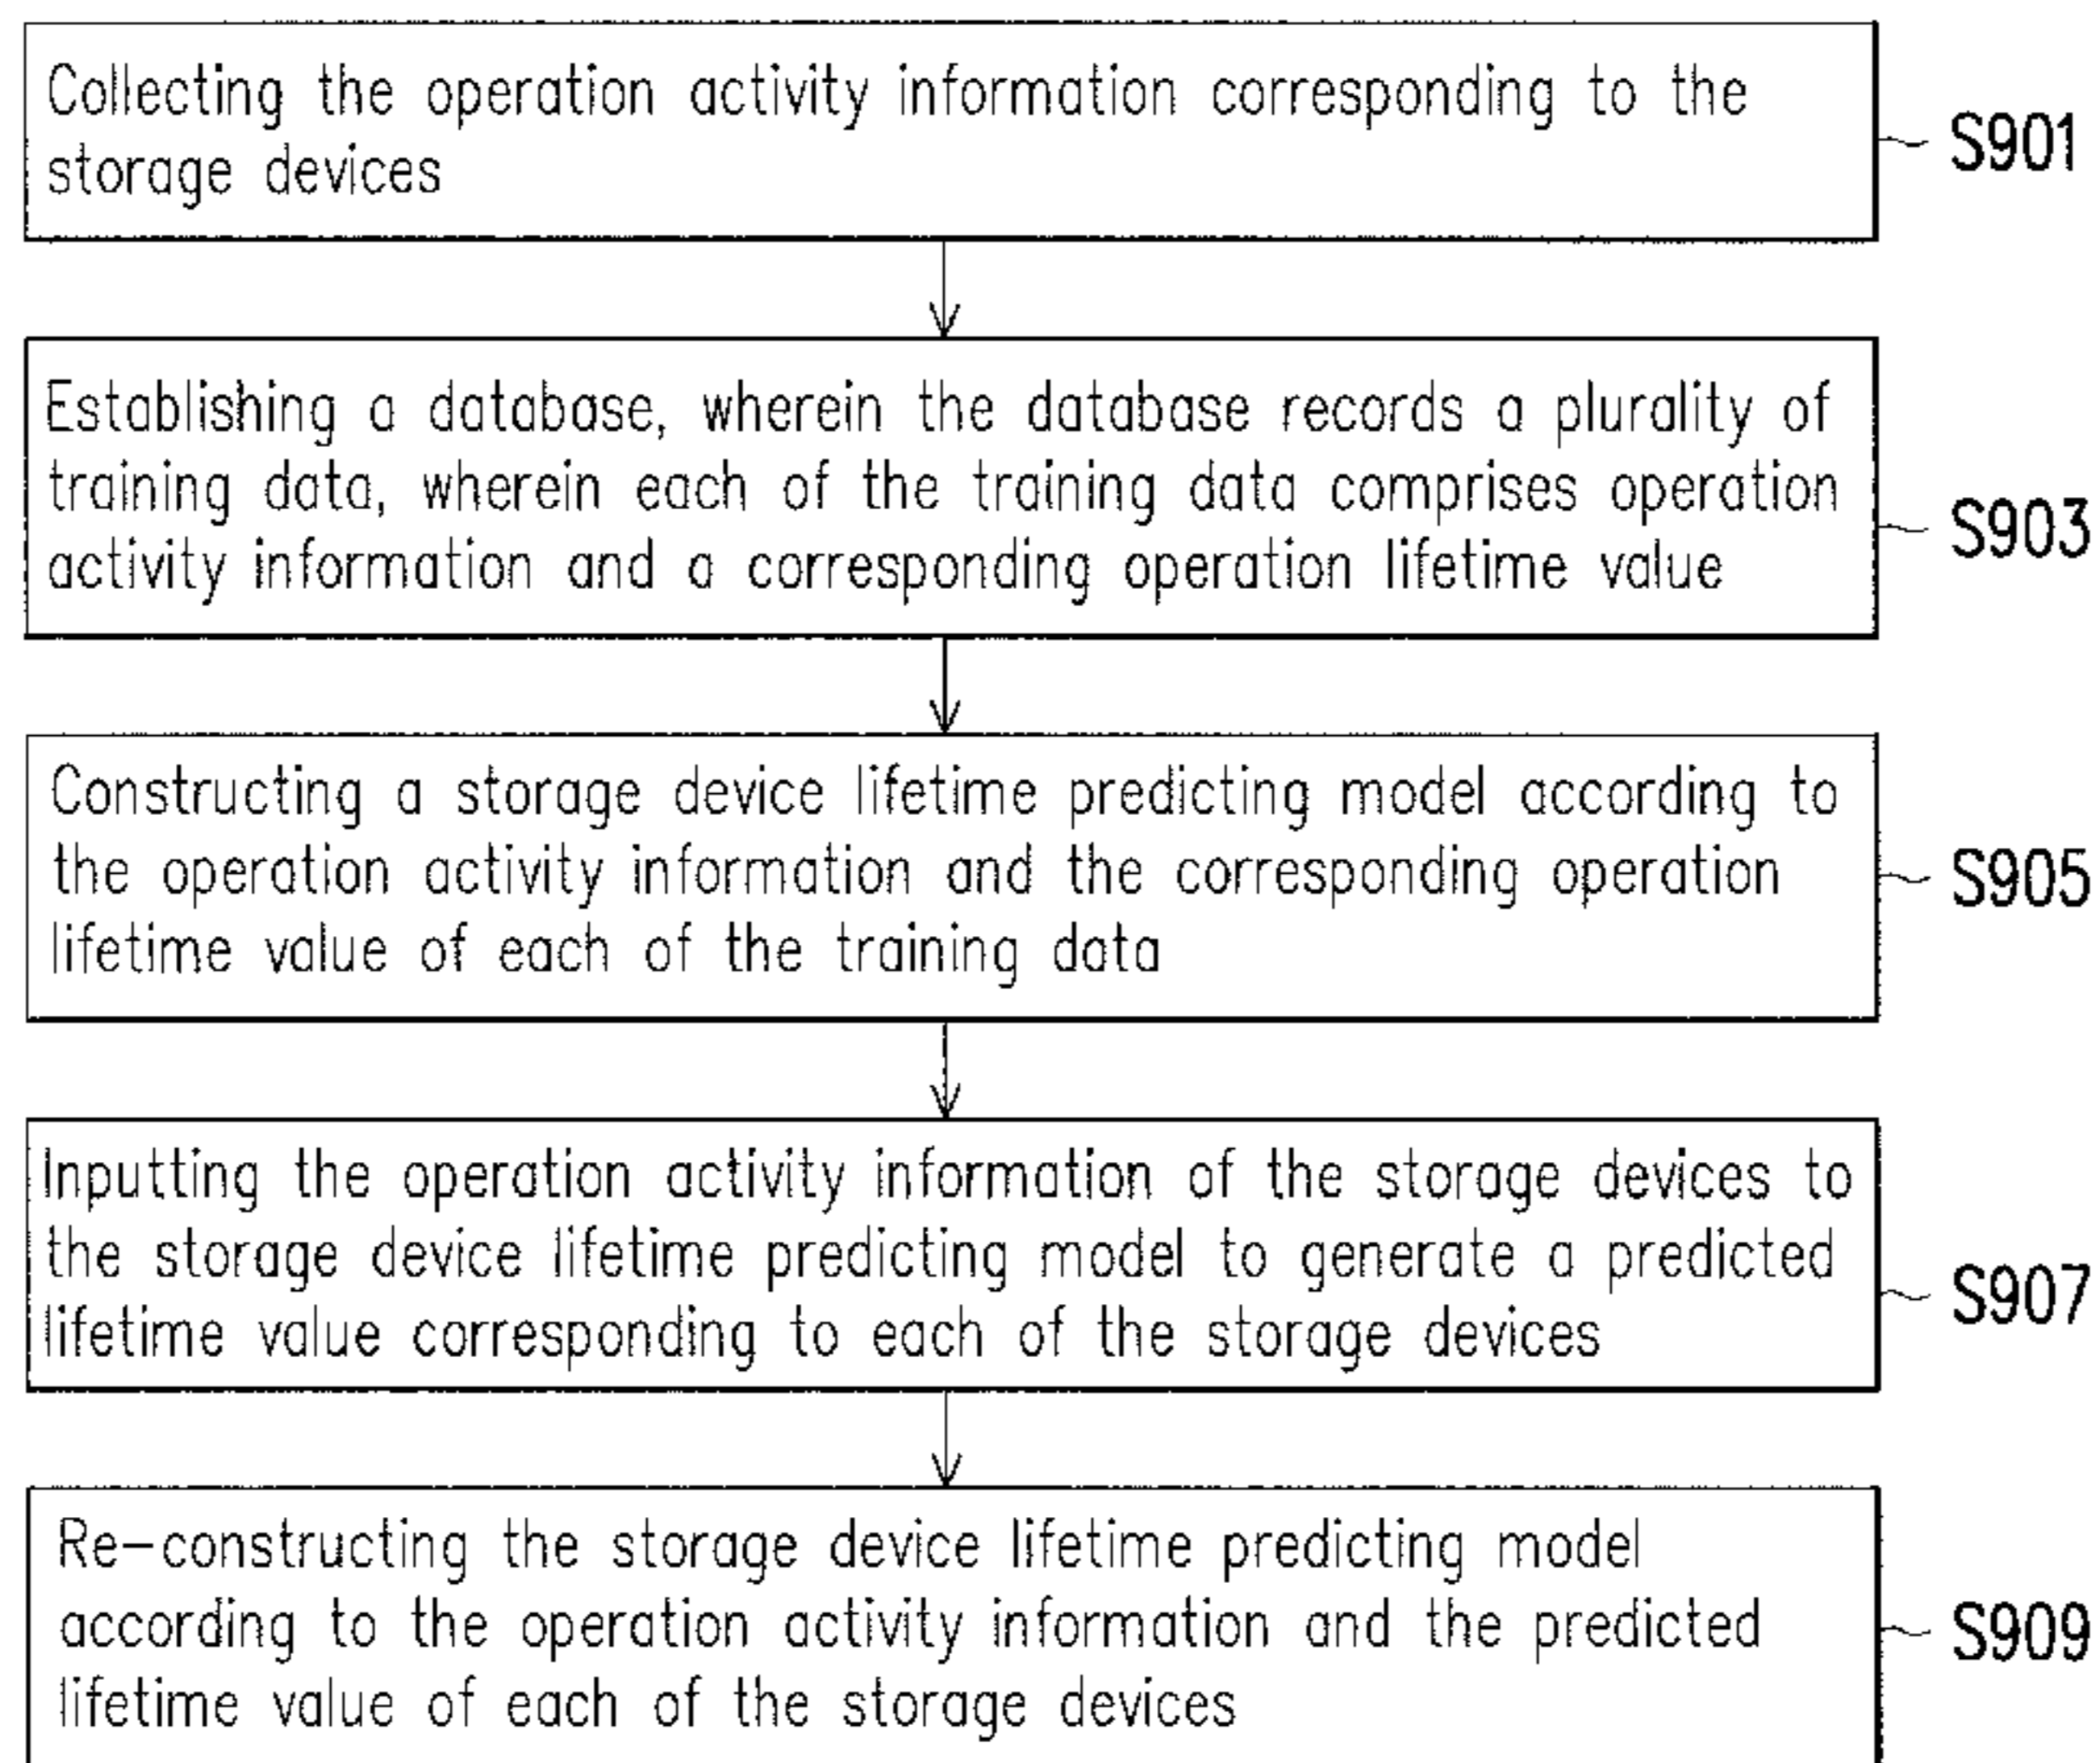 Collecting the operation activity information corresponding to the
storage devices
S901
Establishing a database, wherein the database records a plurality of
training data, wherein each of the training data comprises operation
activity information and a corresponding operation lifetime value
S903
Constructing a storage device lifetime predicting model according to
the operation activity information and the corresponding operation
lifetime value of each of the training data
S905
Inputting the operation activity information of the storage devices to
the storage device lifetime predicting model to generate a predicted
lifetime value corresponding to each of the storage devices
S907
Re-constructing the storage device lifetime predicting model
according to the operation activity information and the predicted
lifetime value of each of the storage devices
S909